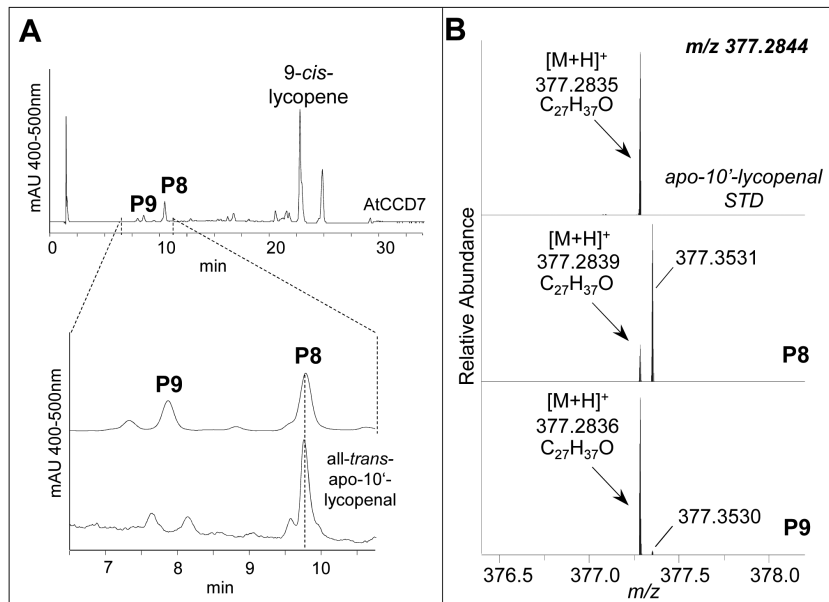 A
mAU 400-500nm
9-cis-
lycopene
P9
P8
AtCCD7
0
10
20
30
min
mAU 400-500nm
P9
P8
all-trans-
apo-10'-
lycopenal
7
8
9
10
min
B
Relative Abundance
m/z 377.2844
[M+H]+
377.2835
C27H37O
apo-10'-lycopenal
STD
[M+H]+
377.2839
C27H37O
377.3531
P8
[M+H]+
377.2836
C27H37O
377.3530
P9
376.5
377.0
377.5
378.0
m/z